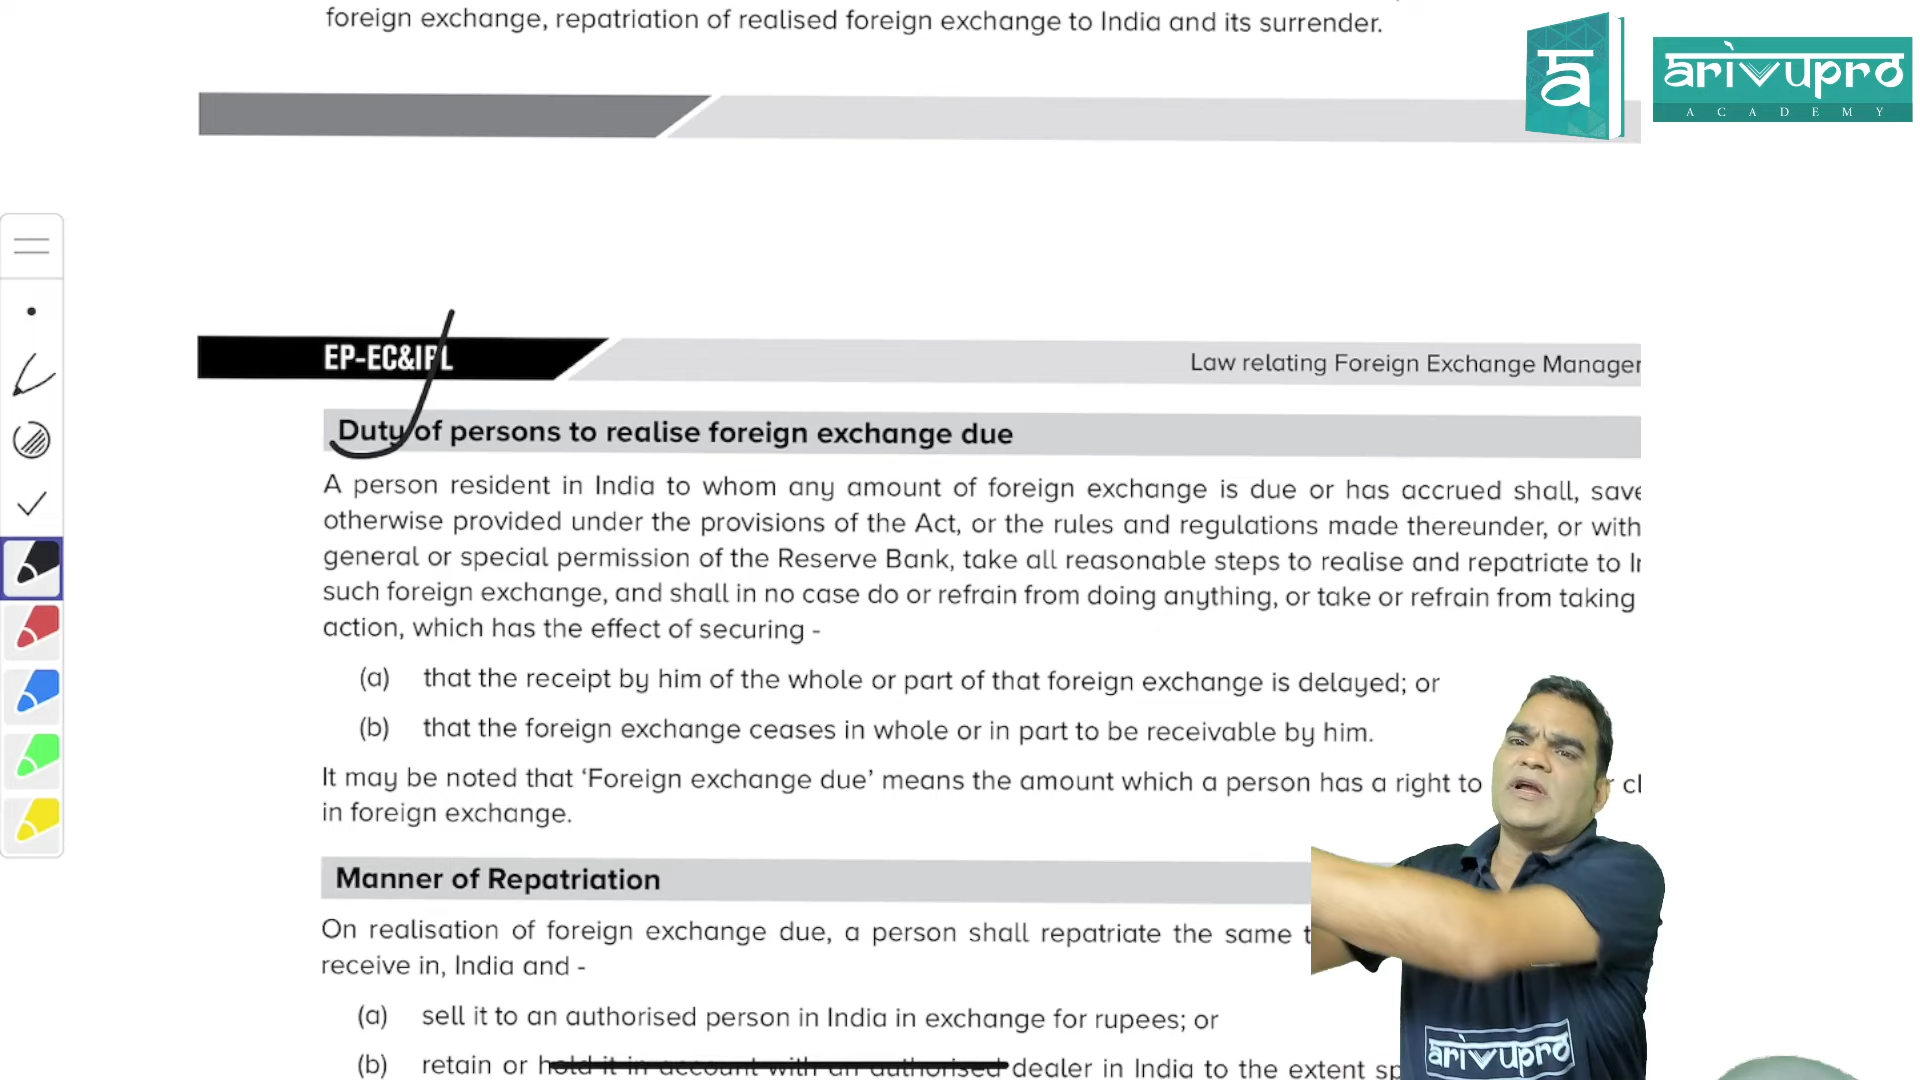 foreign exchange, repatriation of realised foreign exchange to India and its surrender.
ā
arivupro
ACADEMY
EP-EC&IPL
Law relating Foreign Exchange
Duty of persons to realise foreign exchange due
A person resident in India to whom any amount of foreign exchange is due or has accrued shall,
otherwise provided under the provisions of the Act, or the rules and regulations made thereunder, or with
general or special permission of the Reserve Bank, take all reasonable steps to realise and repatriate to
such foreign exchange, and shall in no case do or refrain from doing anything, or take or refrain from taking
action, which has the effect of securing -
(a) that the receipt by him of the whole or part of that foreign exchange is delayed; or
(b) that the foreign exchange ceases in whole or in part to be receivable by him.
It may be noted that ‘Foreign exchange due’ means the amount which a person has a right to
in foreign exchange.
Manner of Repatriation
On realisation of foreign exchange due, a person shall repatriate the same
receive in, India and -
(a) sell it to an authorised person in India in exchange for rupees; or
(b) retain or hold it in account with an authorised dealer in India to the extent
arivupro